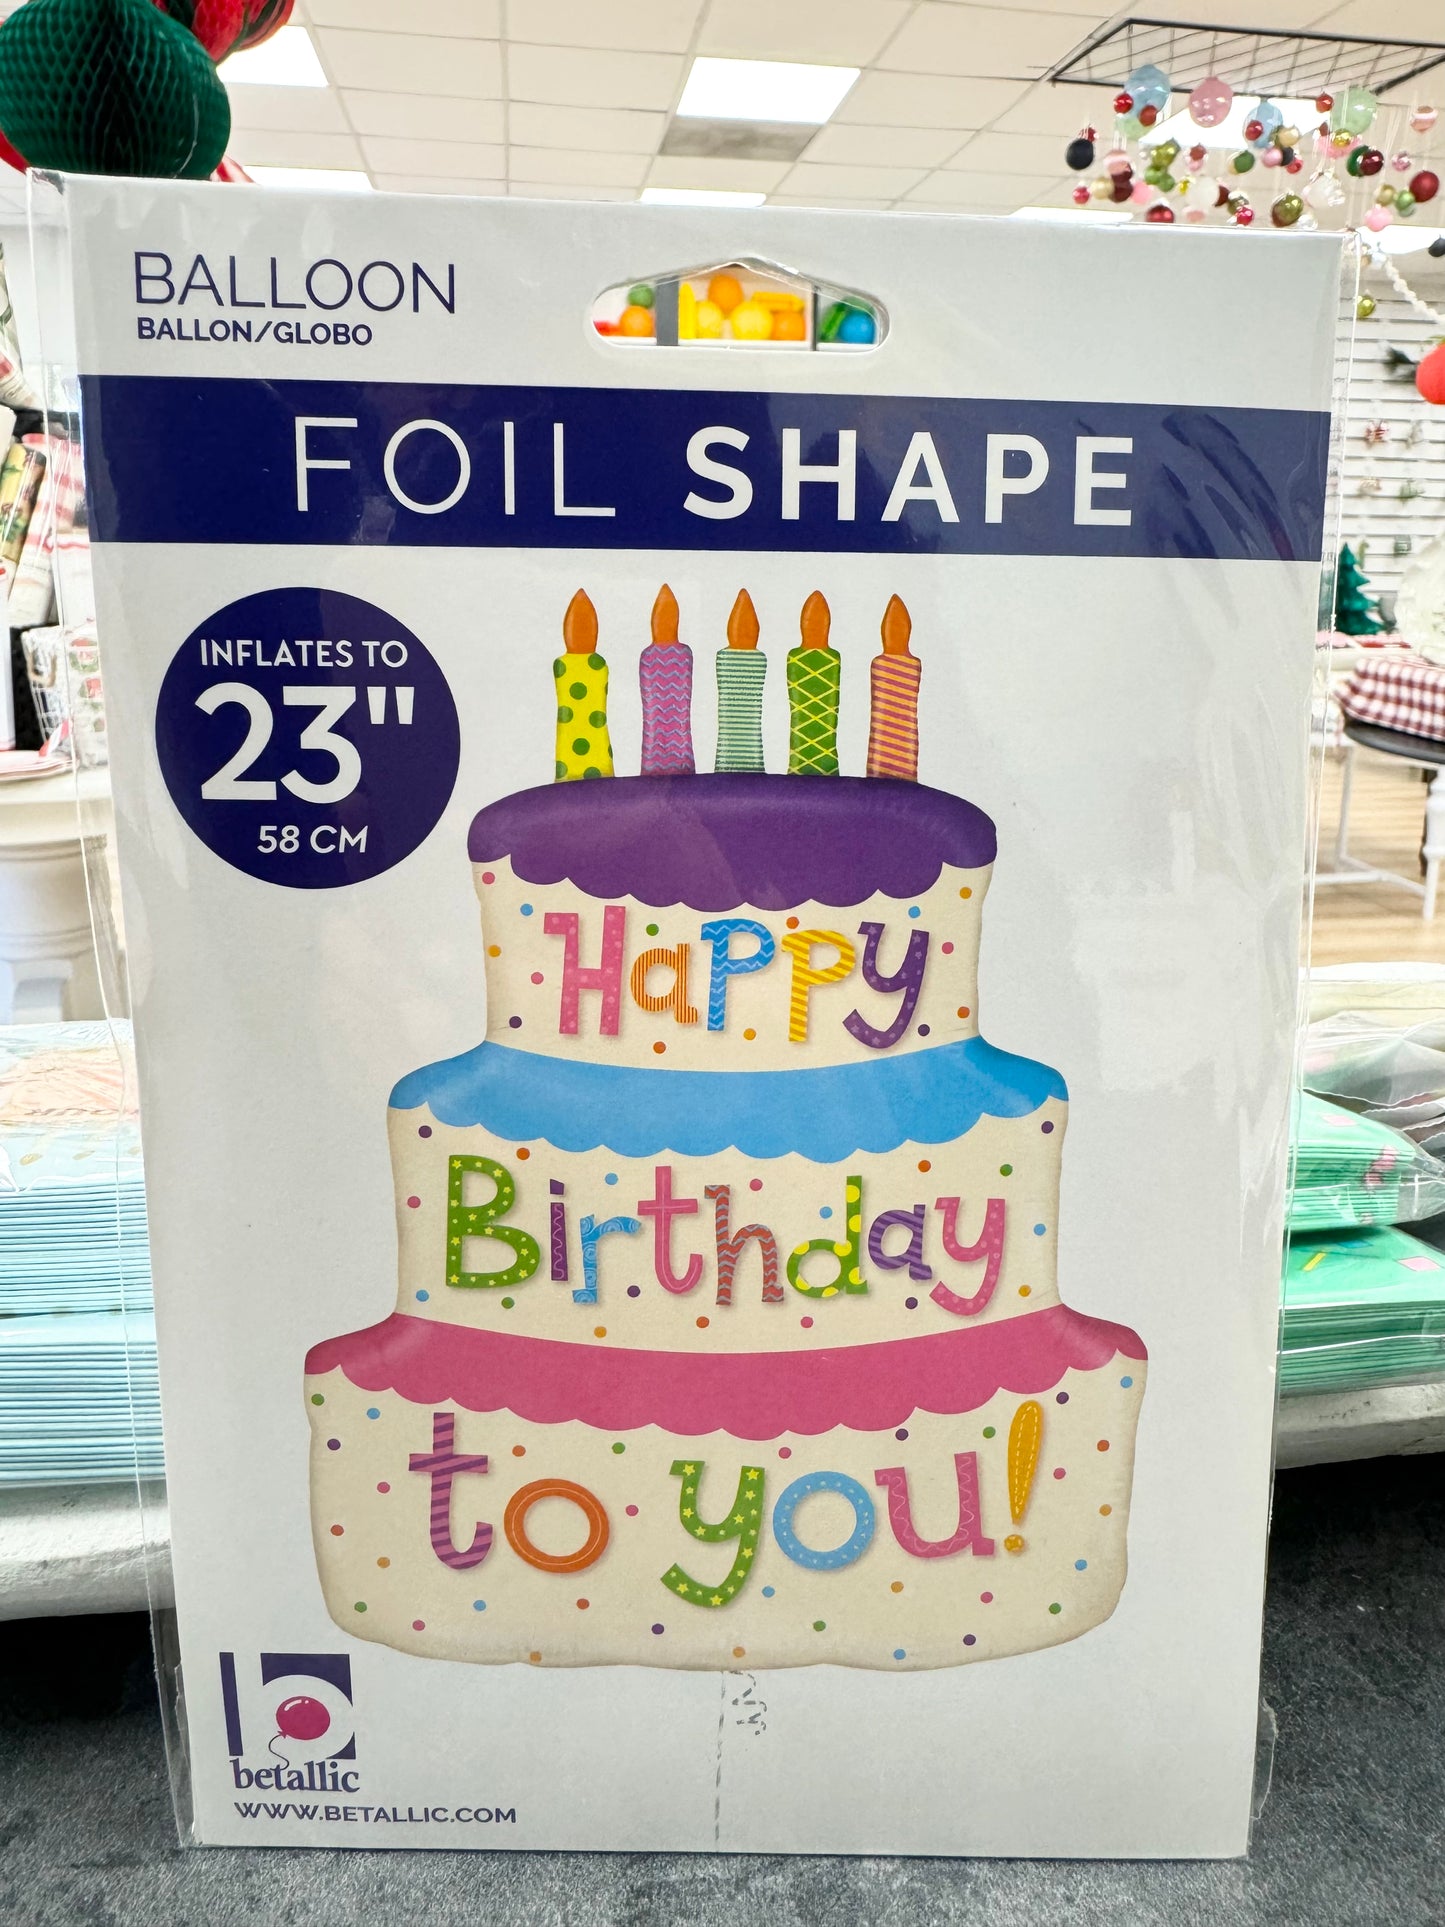 BALLOON
BALLON/GLOBO
FOIL SHAPE
INFLATES TO
23"
58 CM
Happy
Birthday
to you!
betallic
WWW.BETALLIC.COM